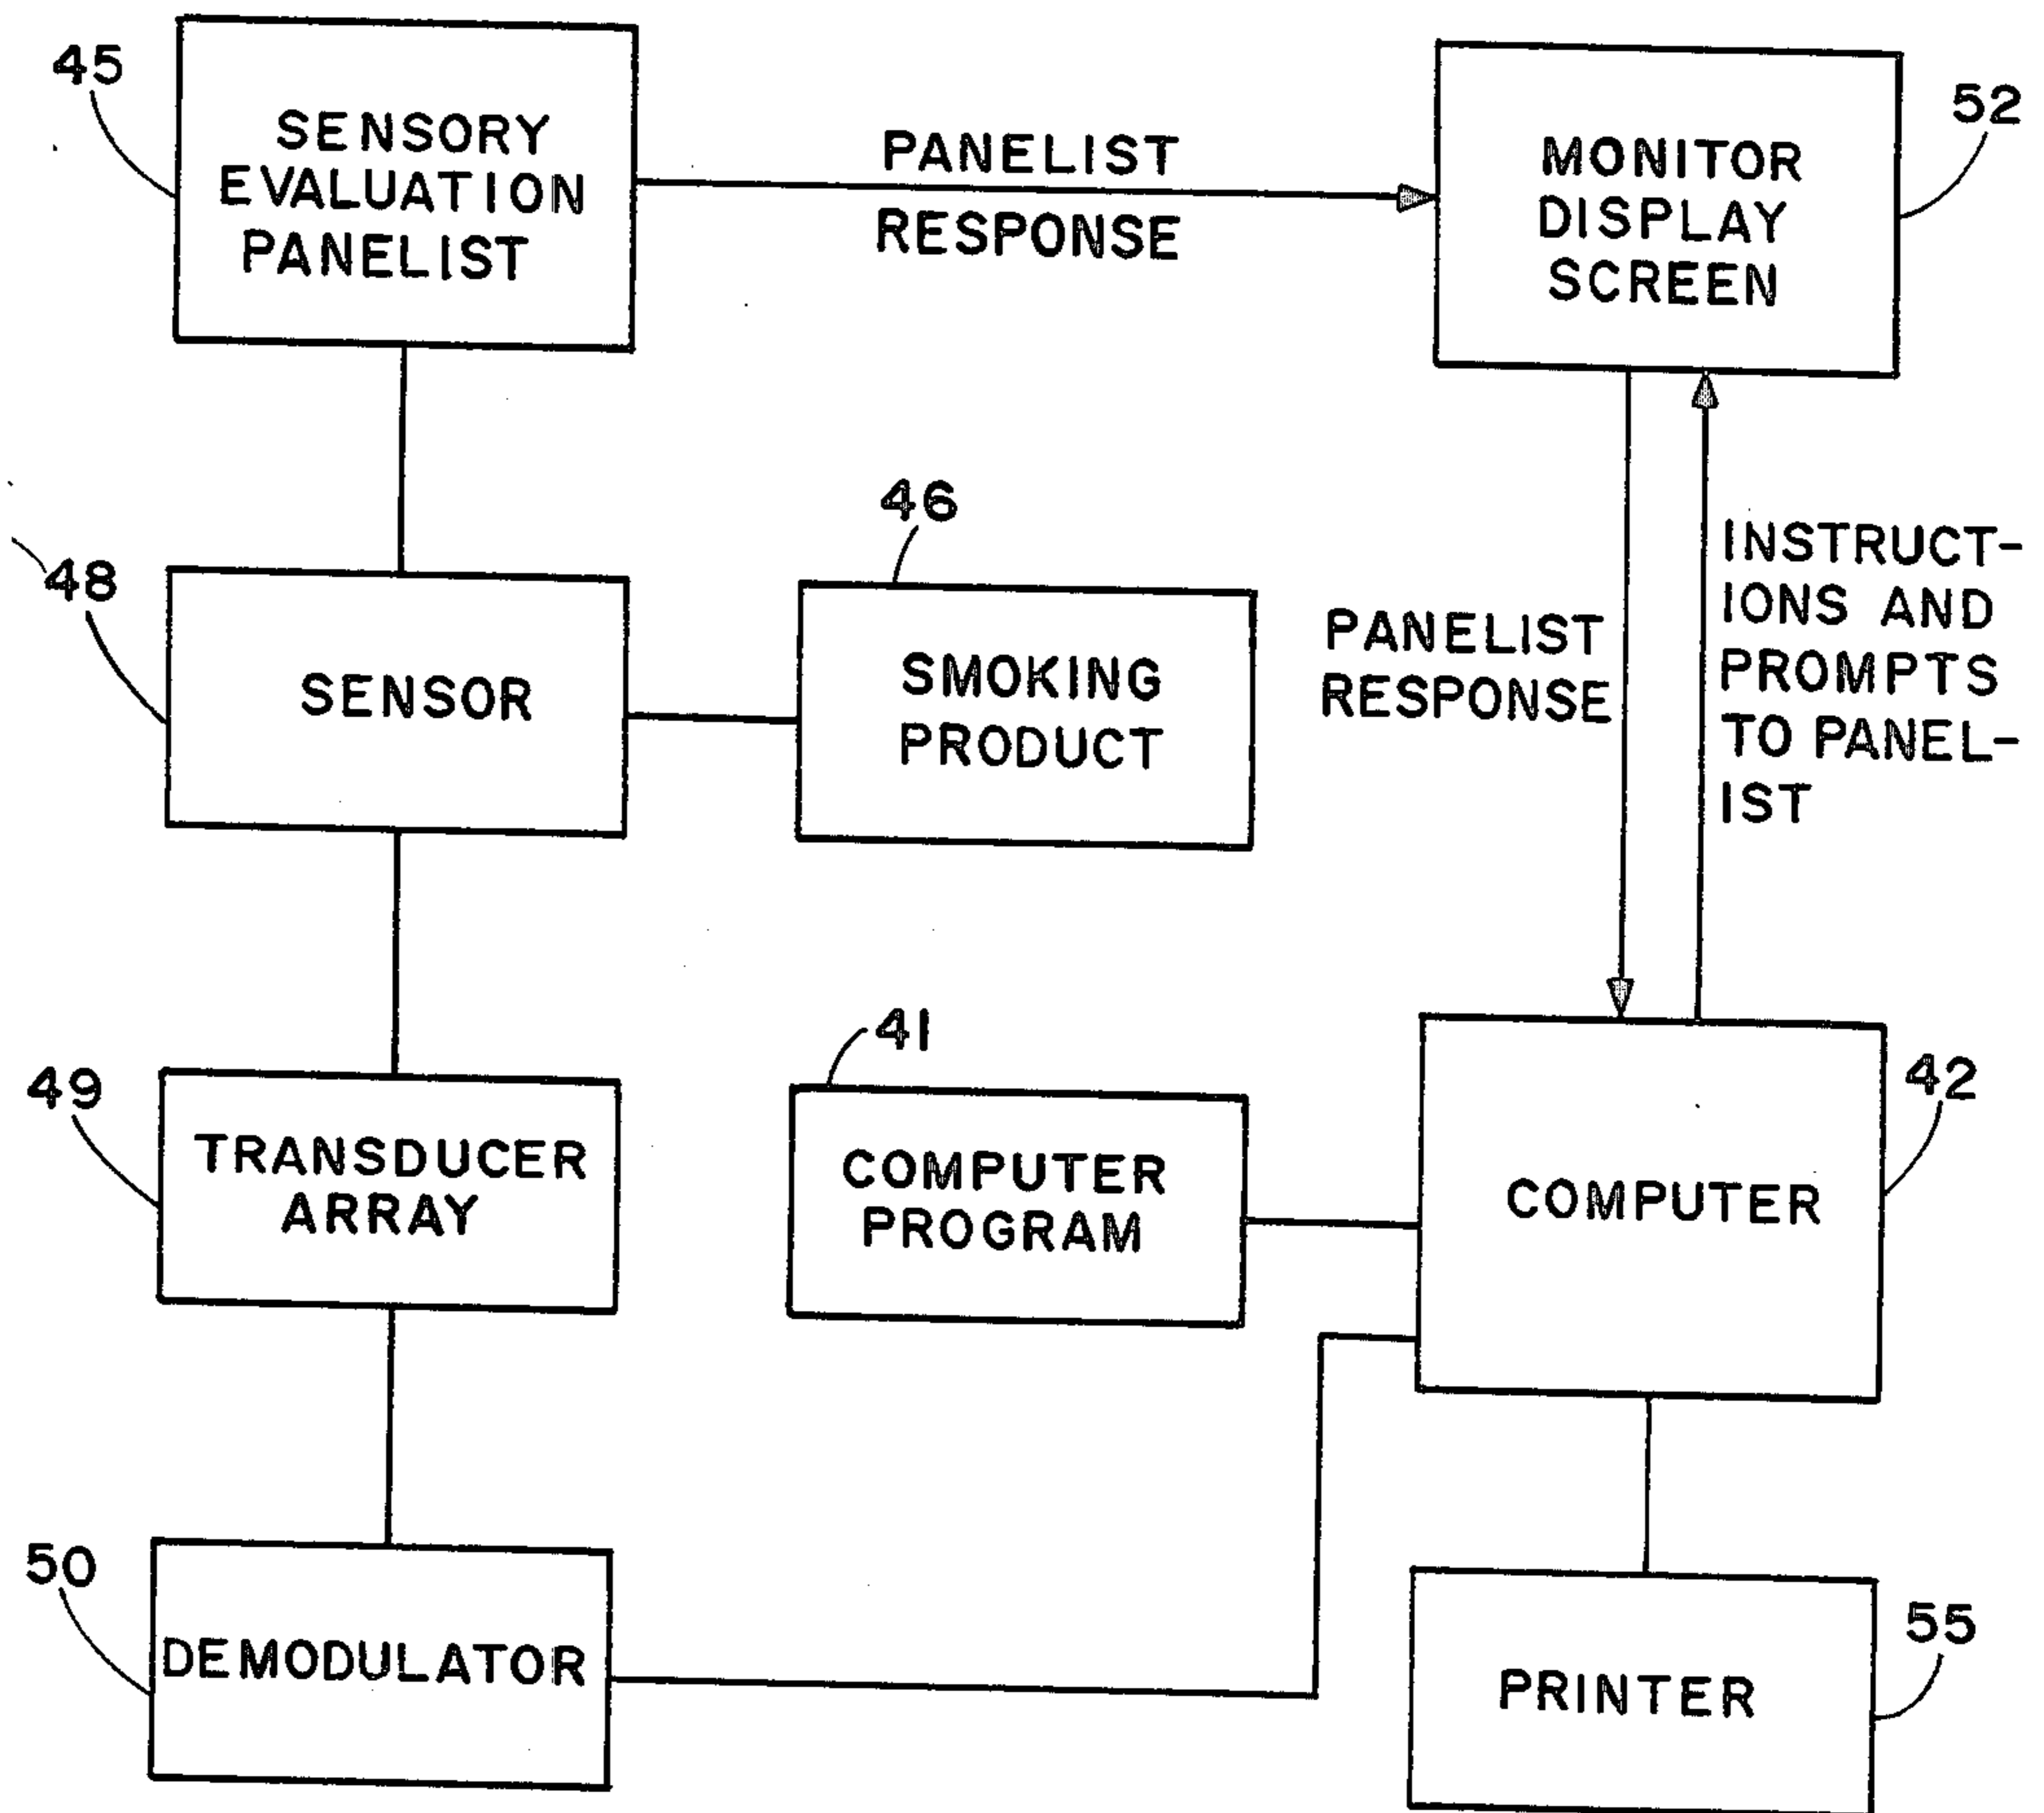 45
SENSORY
EVALUATION
PANELIST
PANELIST
RESPONSE
52
MONITOR
DISPLAY
SCREEN
48
SENSOR
46
SMOKING
PRODUCT
PANELIST
RESPONSE
INSTRUCT-
IONS AND
PROMPTS
TO PANEL-
IST
49
TRANSDUCER
ARRAY
41
COMPUTER
PROGRAM
42
COMPUTER
50
DEMODULATOR
55
PRINTER